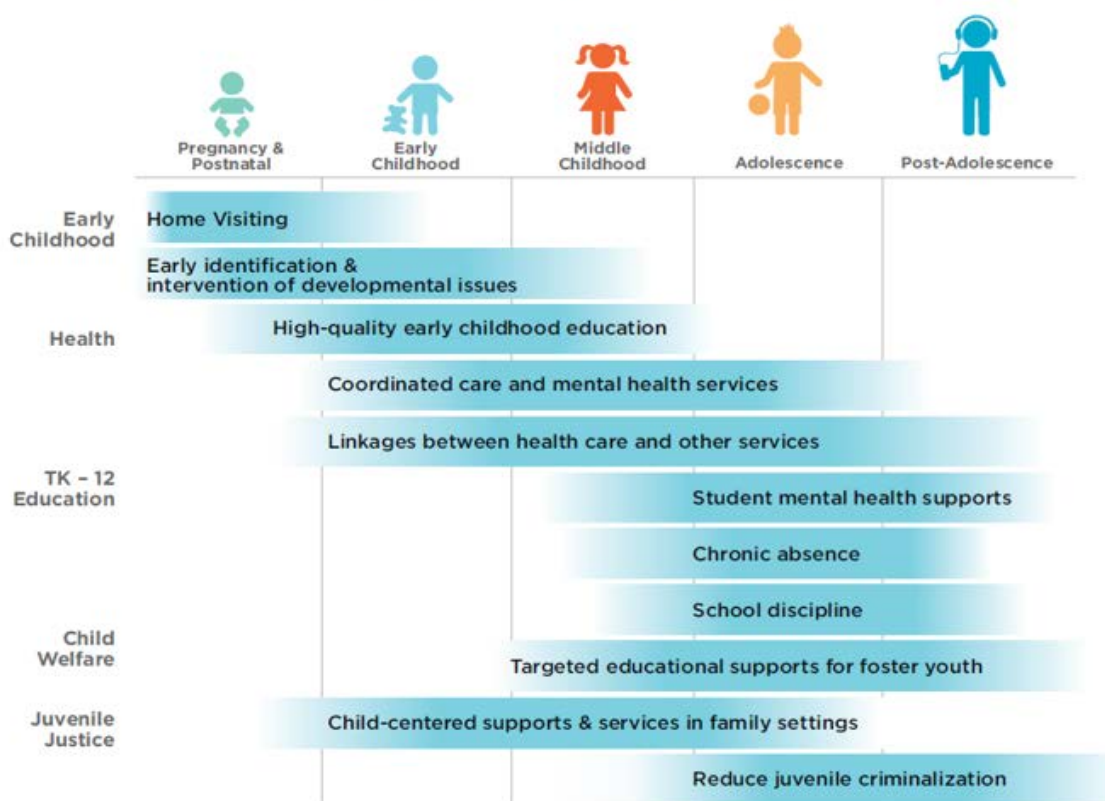 Pregnancy &
Postnatal
Early
Childhood
Middle
Childhood
Adolescence
Post-Adolescence
Early
Childhood
Home Visiting
Early identification &
intervention of developmental issues
Health
High-quality early childhood education
Coordinated care and mental health services
Linkages between health care and other services
TK – 12
Education
Student mental health supports
Chronic absence
School discipline
Child
Welfare
Targeted educational supports for foster youth
Juvenile
Justice
Child-centered supports & services in family settings
Reduce juvenile criminalization